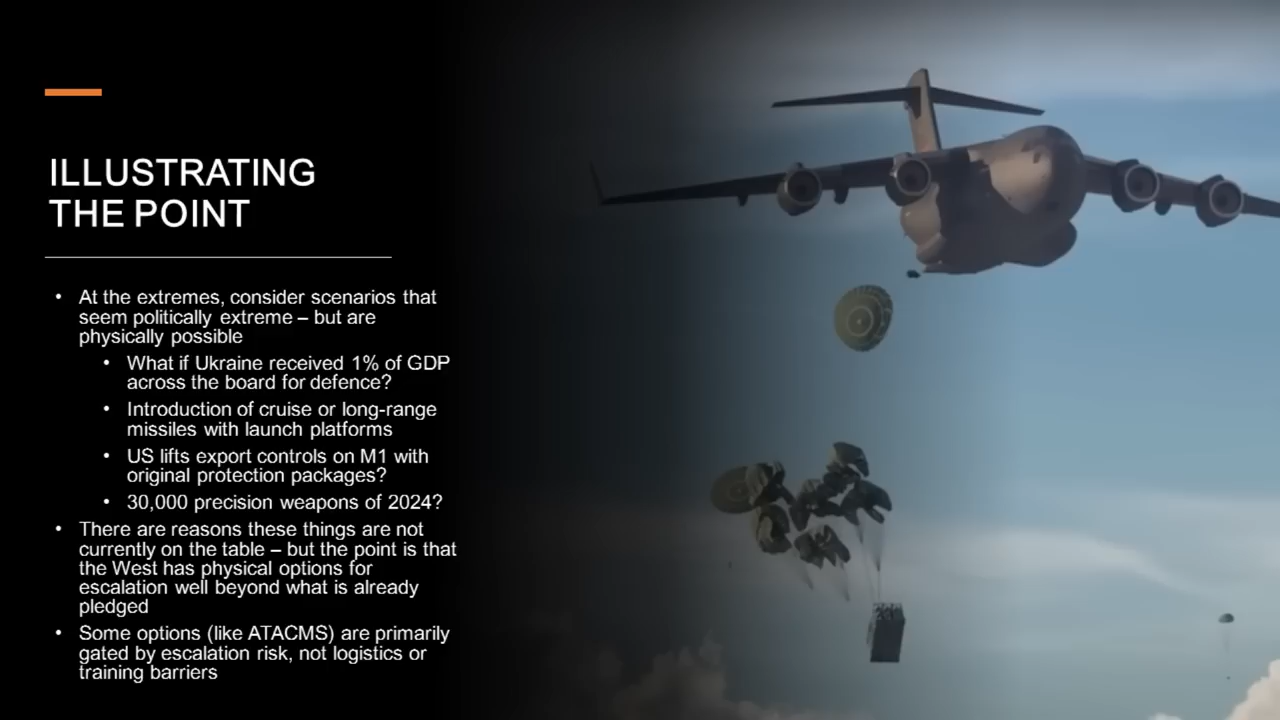 ILLUSTRATING
THE POINT
• At the extremes, consider scenarios that
seem politically extreme – but are
physically possible
• What if Ukraine received 1% of GDP
across the board for defence?
• Introduction of cruise or long-range
missiles with launch platforms
• US lifts export controls on M1 with
original protection packages?
• 30,000 precision weapons of 2024?
• There are reasons these things are not
currently on the table – but the point is that
the West has physical options for
escalation well beyond what is already
pledged
• Some options (like ATACMS) are primarily
gated by escalation risk, not logistics or
training barriers